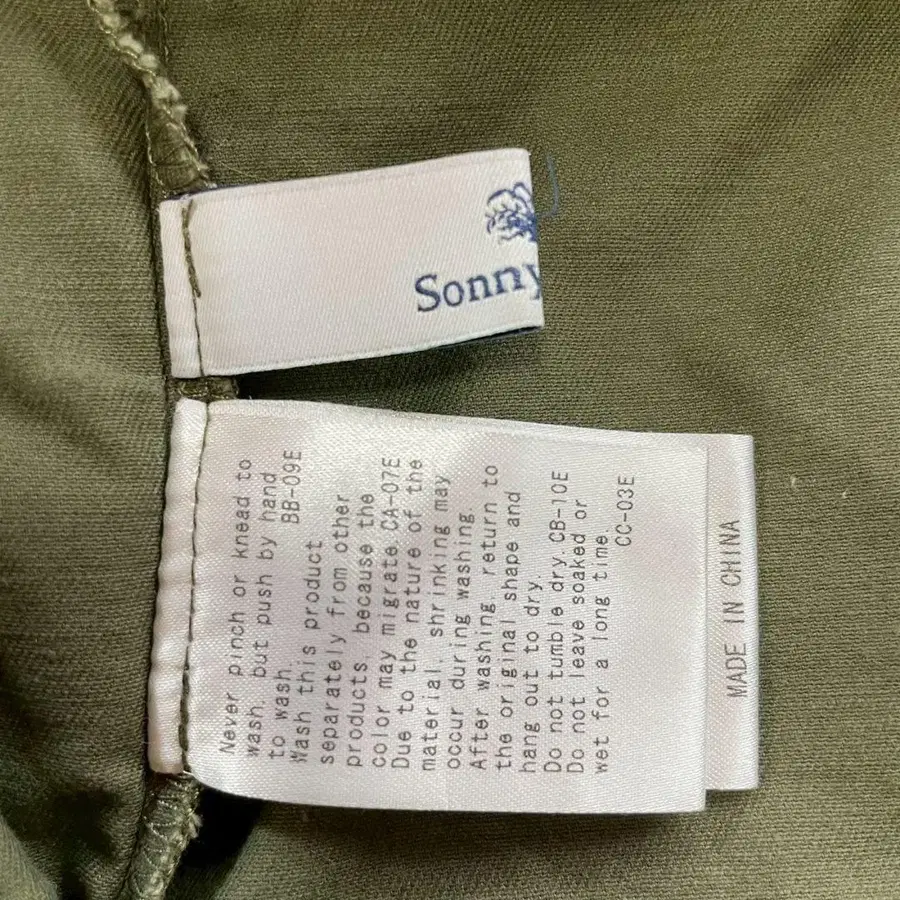 Sonny
Never pinch or knead to
wash, but push by hand
to wash. BB-09E
Wash this product
separately from other
products, because the
color may migrate.CA-07E
Due to the nature of the
material, shrinking may
occur during washing.
After washing, return to
the original shape and
hang out to dry.
Do not tumble dry.CB-10E
Do not leave soaked or
wet for a long time.
CC-03E
MADE IN CHINA